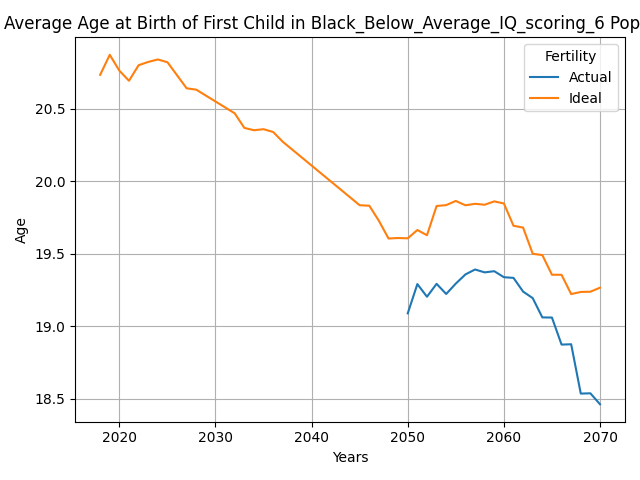 Average Age at Birth of First Child in Black_Below_Average_IQ_scoring_6 Pop
Fertility
Actual
Ideal
20.5
20.0
19.5
19.0
18.5
Age
2020 2030 2040 2050 2060 2070
Years